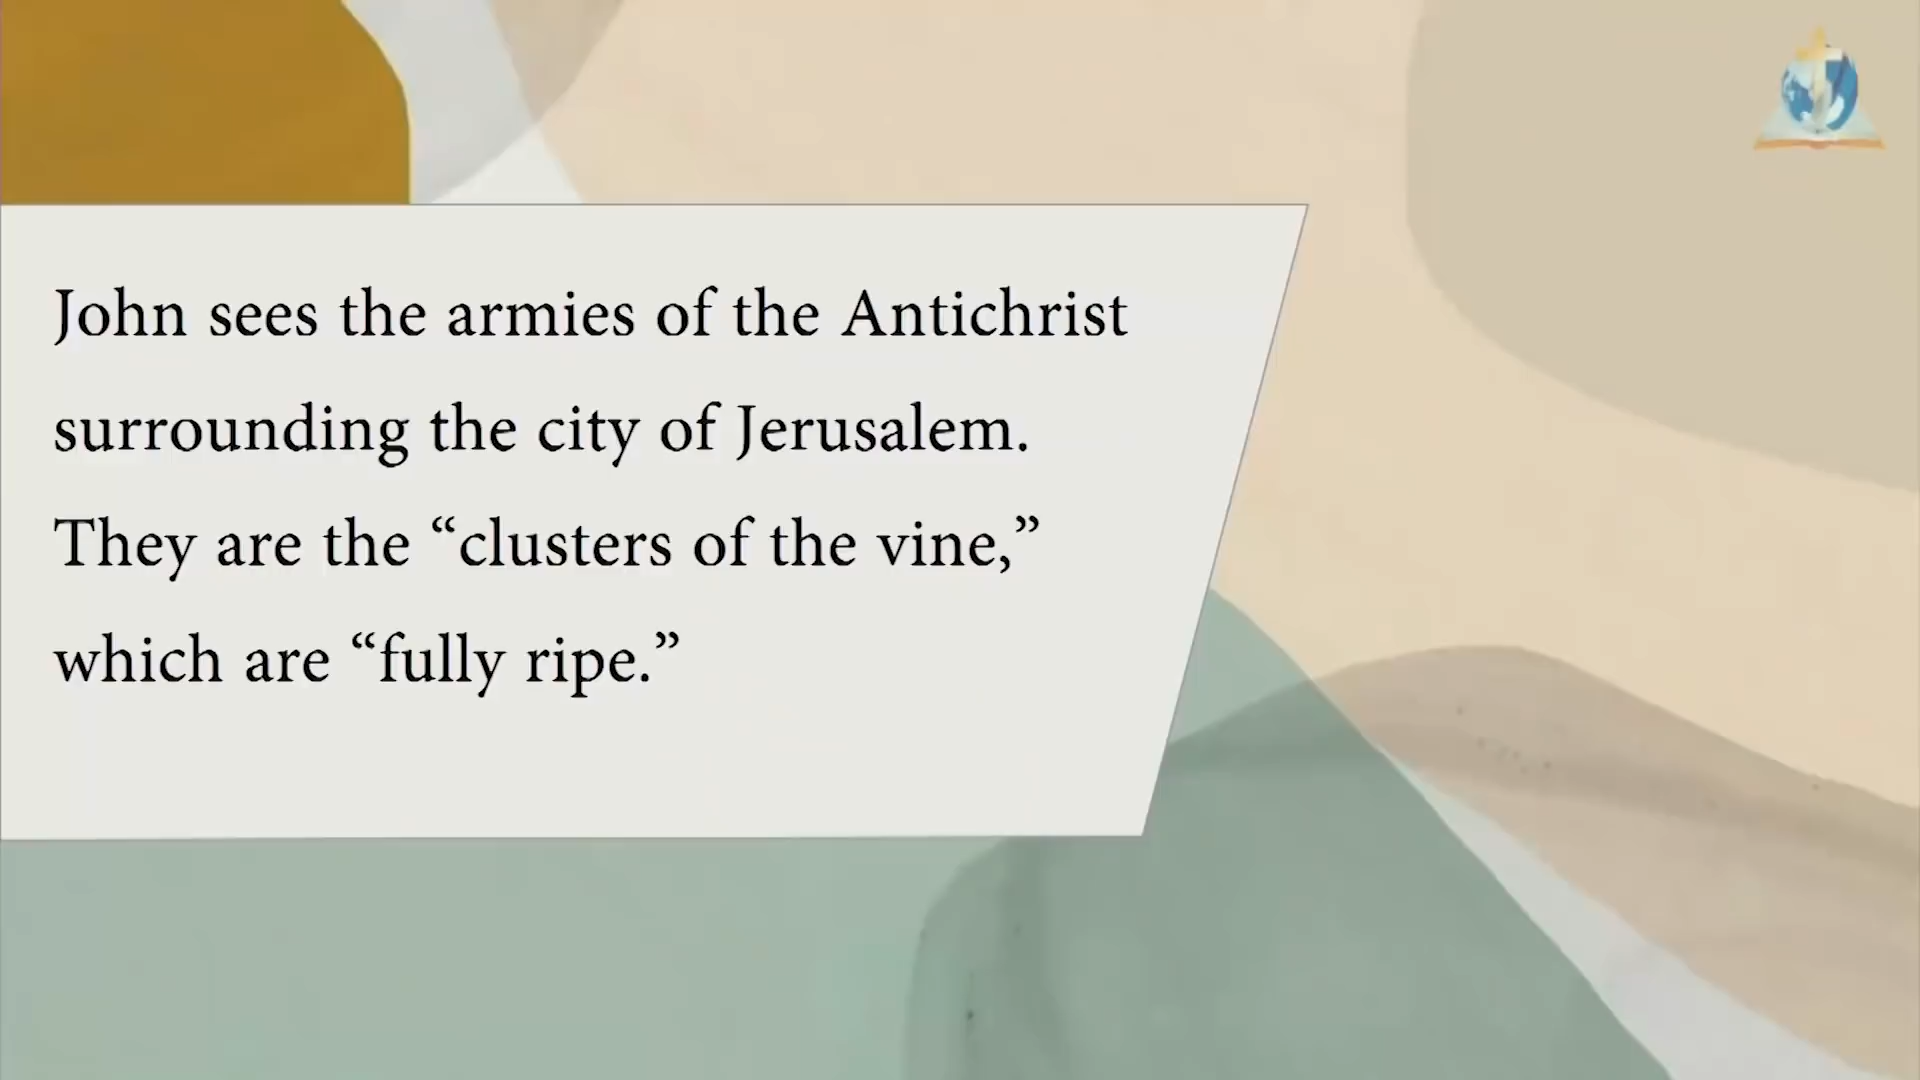 John sees the armies of the Antichrist
surrounding the city of Jerusalem.
They are the “clusters of the vine,”
which are “fully ripe.”